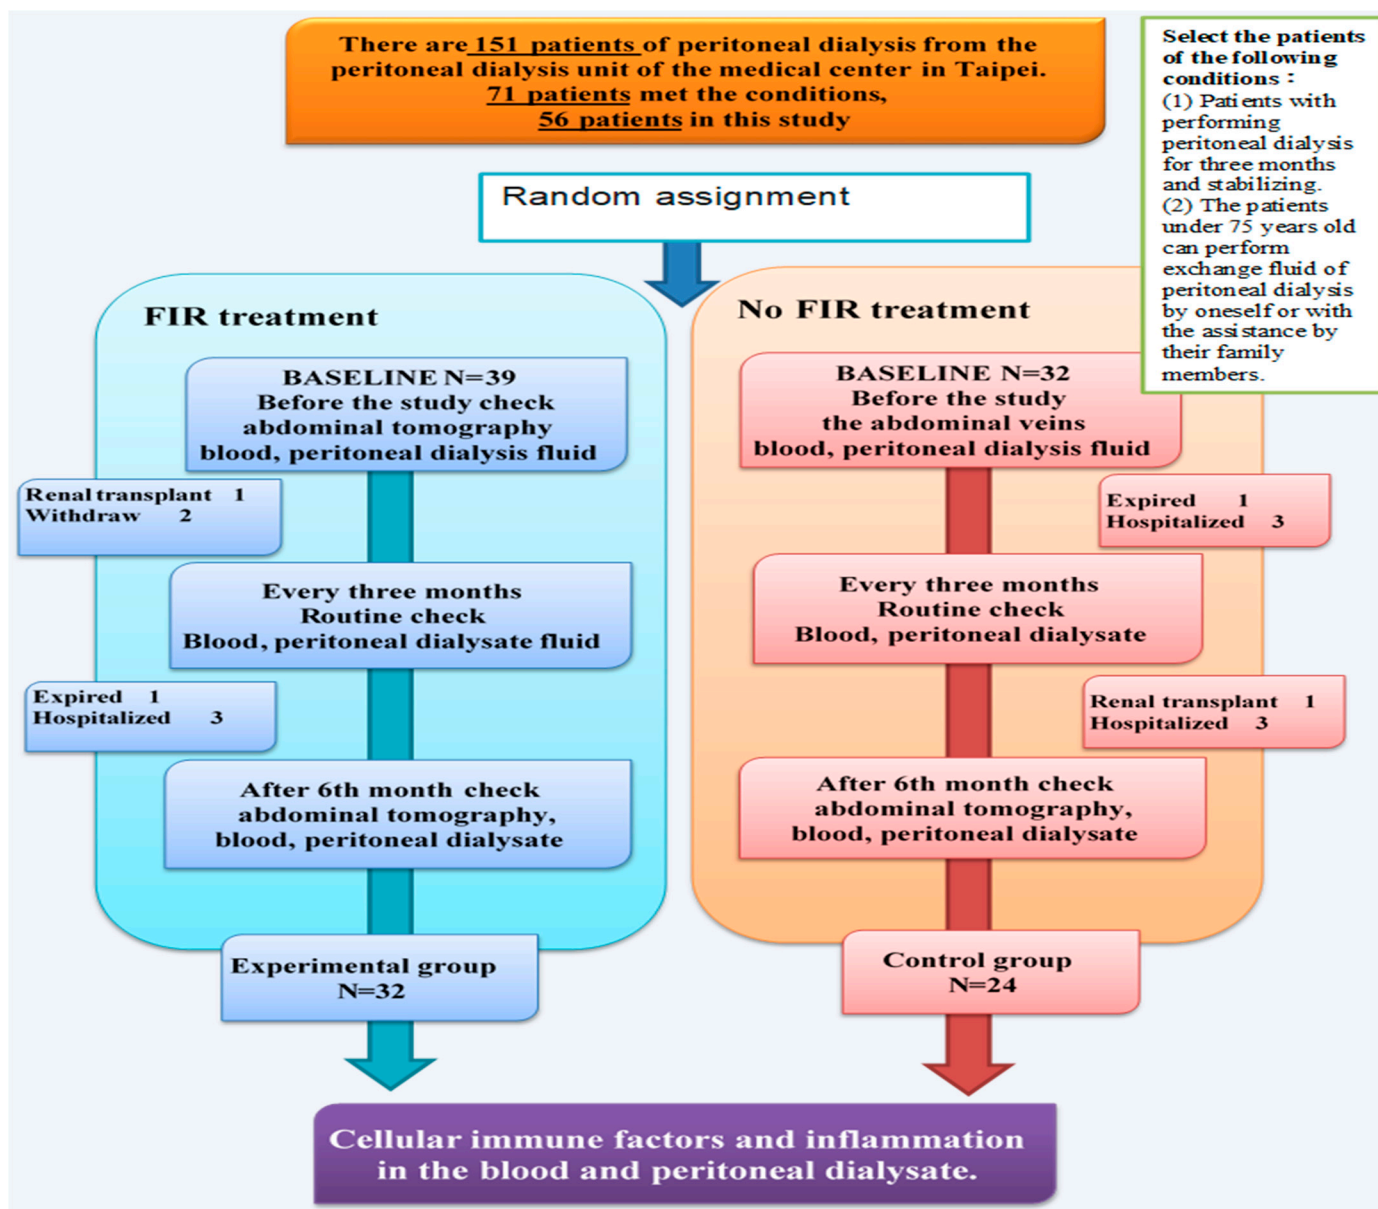 There are 151 patients of peritoneal dialysis from the
peritoneal dialysis unit of the medical center in Taipei.
71 patients met the conditions,
56 patients in this study
Select the patients
of the following
conditions：
(1) Patients with
performing
peritoneal dialysis
for three months
and stabilizing.
(2) The patients
under 75 years old
can perform
exchange fluid of
peritoneal dialysis
by oneself or with
the assistance by
their family
members.
Random assignment
FIR treatment
BASELINE N=39
Before the study check
abdominal tomography
blood, peritoneal dialysis fluid
Renal transplant 1
Withdraw 2
Every three months
Routine check
Blood, peritoneal dialysate fluid
Expired 1
Hospitalized 3
After 6th month check
abdominal tomography,
blood, peritoneal dialysate
Experimental group
N=32
No FIR treatment
BASELINE N=32
Before the study
the abdominal veins
blood, peritoneal dialysis fluid
Expired 1
Hospitalized 3
Every three months
Routine check
Blood, peritoneal dialysate
Renal transplant 1
Hospitalized 3
After 6th month check
abdominal tomography,
blood, peritoneal dialysate
Control group
N=24
Cellular immune factors and inflammation
in the blood and peritoneal dialysate.